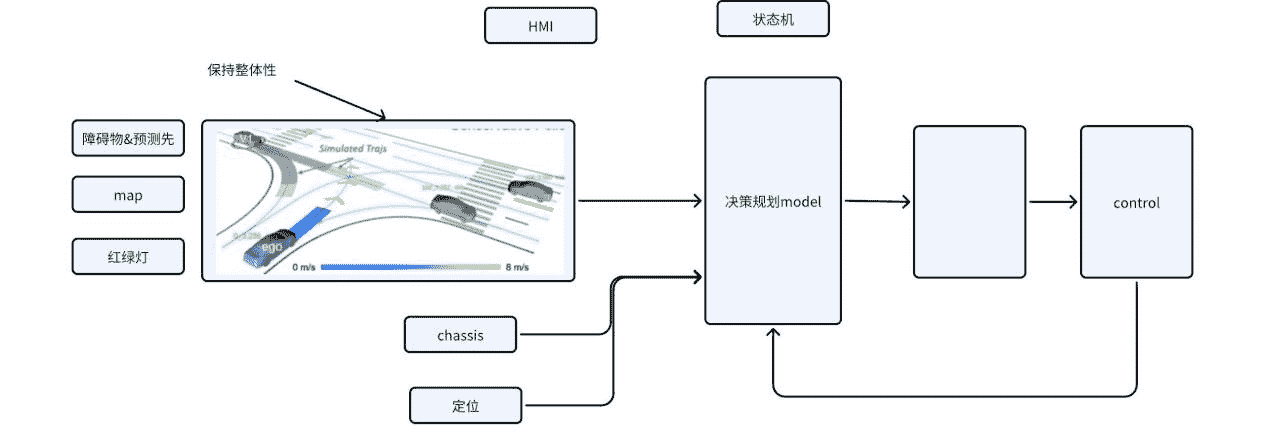 HMI
状态机
保持整体性
障碍物&预测先
map
红绿灯
Simulated Trajs
ego
0 m/s
8 m/s
决策规划model
control
chassis
定位